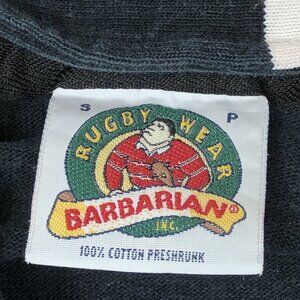 S P
RUGBY WEAR
BARBARIAN®
INC.
100% COTTON PRESHRUNK